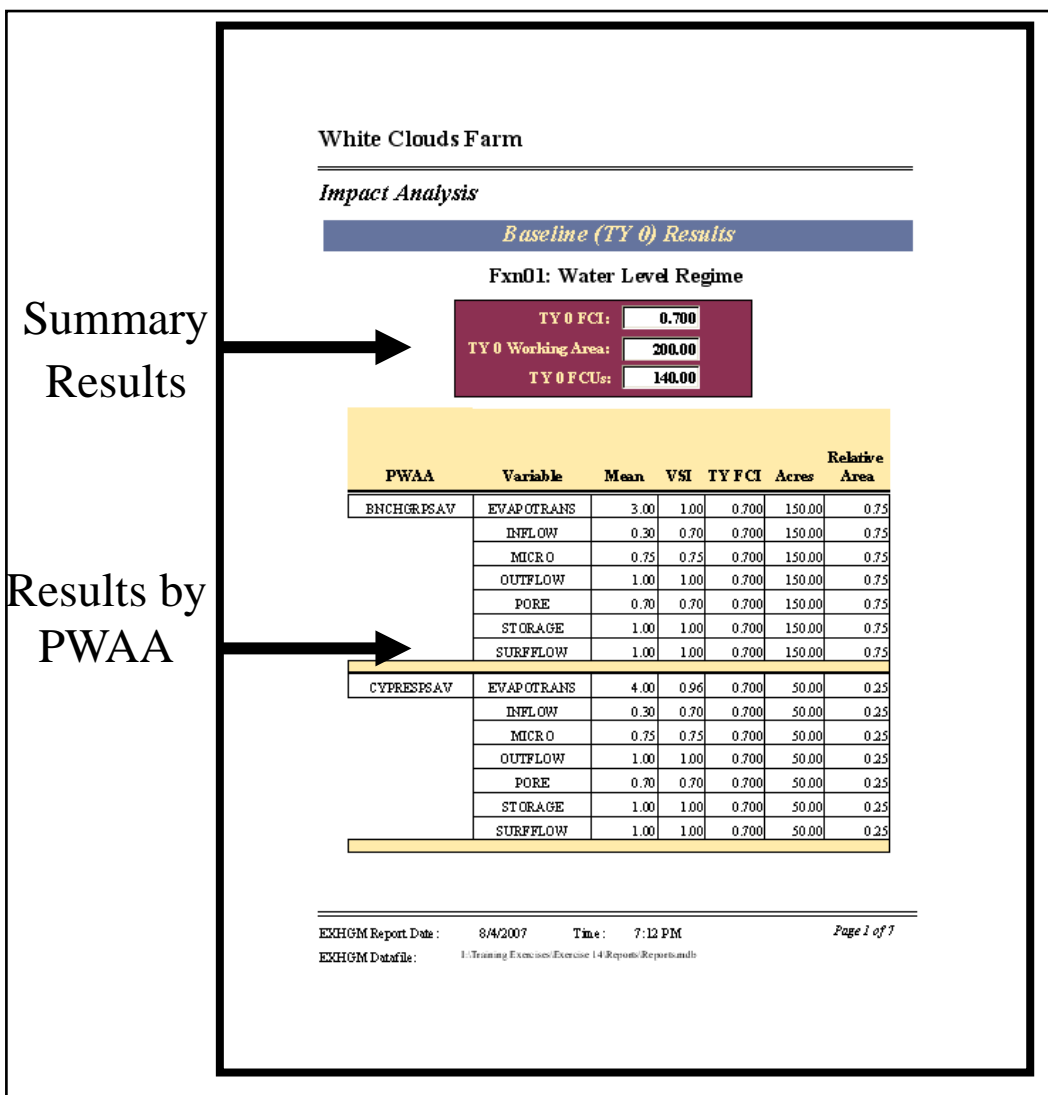 White Clouds Farm
Impact Analysis
Baseline (TY 0) Results
Fxn01: Water Level Regime
Summary
Results
TY 0 FCI: 0.700
TY 0 Working Area: 200.00
TY 0 FCUs: 140.00
PWAA Variable Mean VSI TY FCI Acres Relative Area
BNCHGRPSAV EVAPOTRANS 3.00 1.00 0.700 150.00 0.75
INFLOW 0.30 0.70 0.700 150.00 0.75
MICRO 0.75 0.75 0.700 150.00 0.75
OUTFLOW 1.00 1.00 0.700 150.00 0.75
PORE 0.70 0.70 0.700 150.00 0.75
STORAGE 1.00 1.00 0.700 150.00 0.75
SURFFLOW 1.00 1.00 0.700 150.00 0.75
Results by
PWAA
CYPRESPSAV EVAPOTRANS 4.00 0.96 0.700 50.00 0.25
INFLOW 0.30 0.70 0.700 50.00 0.25
MICRO 0.75 0.75 0.700 50.00 0.25
OUTFLOW 1.00 1.00 0.700 50.00 0.25
PORE 0.70 0.70 0.700 50.00 0.25
STORAGE 1.00 1.00 0.700 50.00 0.25
SURFFLOW 1.00 1.00 0.700 50.00 0.25
EXHGM Report Date: 8/4/2007 Time: 7:12 PM Page 1 of 7
EXHGM Datafile: I:\Training Exercises\Exercise 14\Reports\Reports.mdb